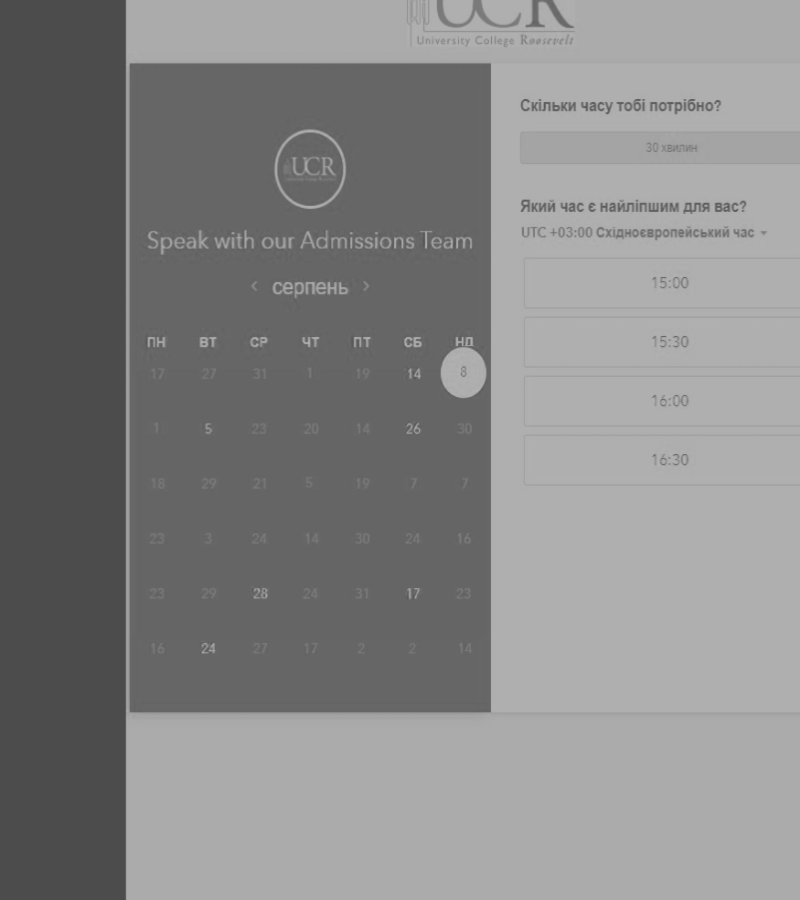 UCR
University College Roosevelt
UCR
Speak with our Admissions Team
‹ серпень ›
ПН ВТ СР ЧТ ПТ СБ НД
17 27 31 1 19 14 8
1 5 23 20 14 26 30
18 29 21 5 19 7 7
23 3 24 14 30 24 16
23 29 28 24 31 17 23
16 24 27 17 2 2 14
Скільки часу тобі потрібно?
30 хвилин
Який час є найліпшим для вас?
UTC +03:00 Східноєвропейський час
15:00
15:30
16:00
16:30